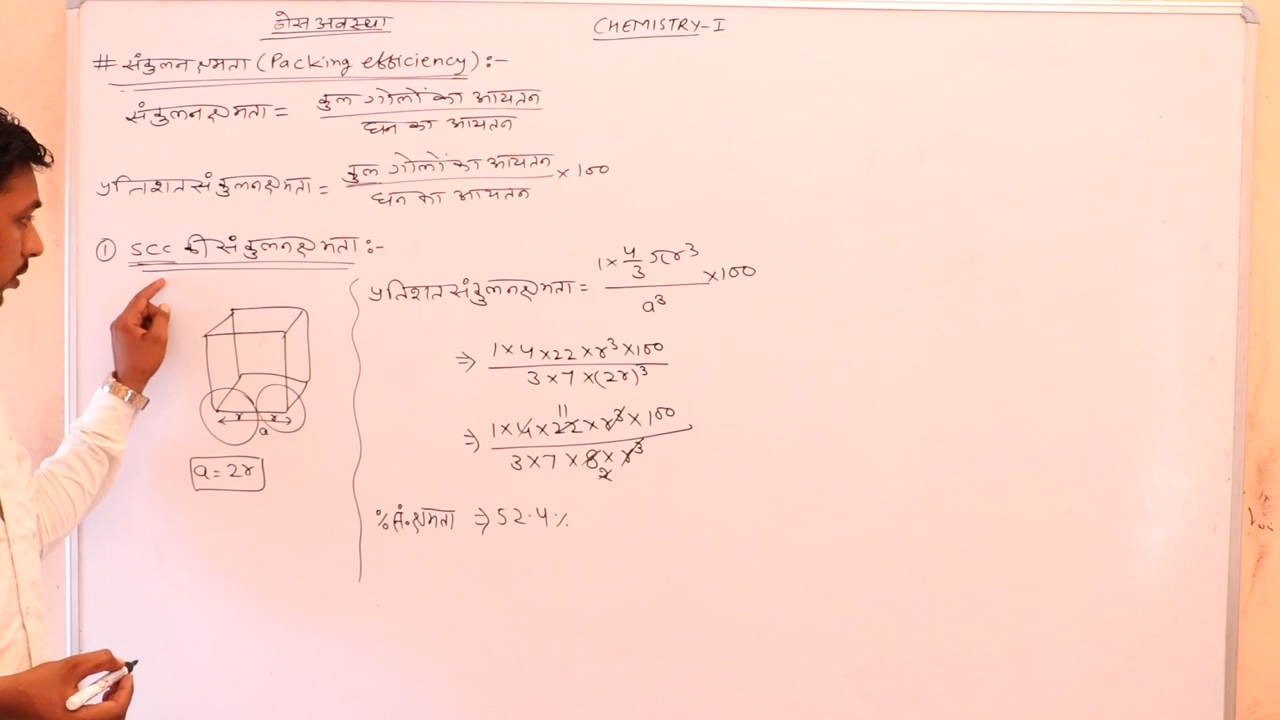 ठोस अवस्था
CHEMISTRY-I
# संकुलन क्षमता (Packing efficiency) :-
संकुलन क्षमता = कुल गोलों का आयतन / घन का आयतन
प्रतिशत संकुलन क्षमता = कुल गोलों का आयतन / घन का आयतन × 100
① SCC की संकुलन क्षमता :-
r r
a
a = 2r
प्रतिशत संकुलन क्षमता = 1 × 4/3 πr³ / a³ × 100
⇒ 1 × 4 × 22 × r³ × 100 / 3 × 7 × (2r)³
⇒ 1 × 4 × 22 11 × r³ × 100 / 3 × 7 × 8 2 × r³
% सं. क्षमता ⇒ 52.4%